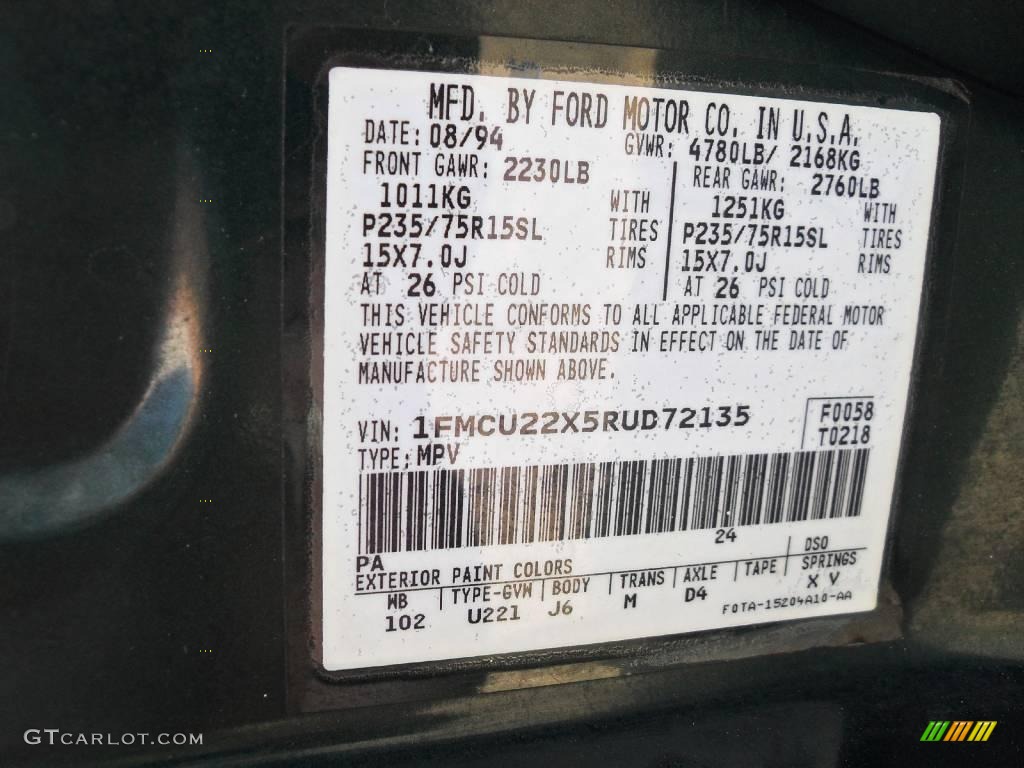 MFD. BY FORD MOTOR CO. IN U.S.A.
DATE: 08/94 GVWR: 4780LB/ 2168KG
FRONT GAWR: 2230LB REAR GAWR: 2760LB
1011KG WITH 1251KG WITH
P235/75R15SL TIRES P235/75R15SL TIRES
15X7.0J RIMS 15X7.0J RIMS
AT 26 PSI COLD AT 26 PSI COLD
THIS VEHICLE CONFORMS TO ALL APPLICABLE FEDERAL MOTOR
VEHICLE SAFETY STANDARDS IN EFFECT ON THE DATE OF
MANUFACTURE SHOWN ABOVE.
VIN: 1FMCU22X5RUD72135 F0058
TYPE: MPV T0218
24
PA
EXTERIOR PAINT COLORS DSO
WB TYPE-GVW BODY TRANS AXLE TAPE SPRINGS
102 U221 J6 M D4 X V
F0TA-15204A10-AA
GTCARLOT.COM